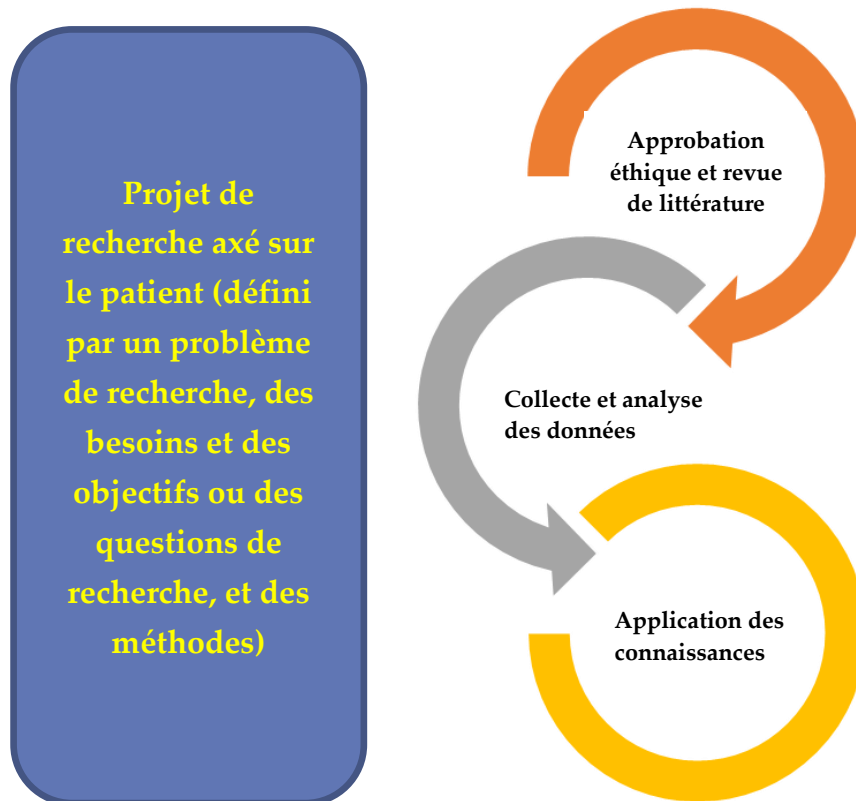 Projet de
recherche axé sur
le patient (défini
par un problème
de recherche, des
besoins et des
objectifs ou des
questions de
recherche, et des
méthodes)
Approbation
éthique et revue
de littérature
Collecte et analyse
des données
Application des
connaissances